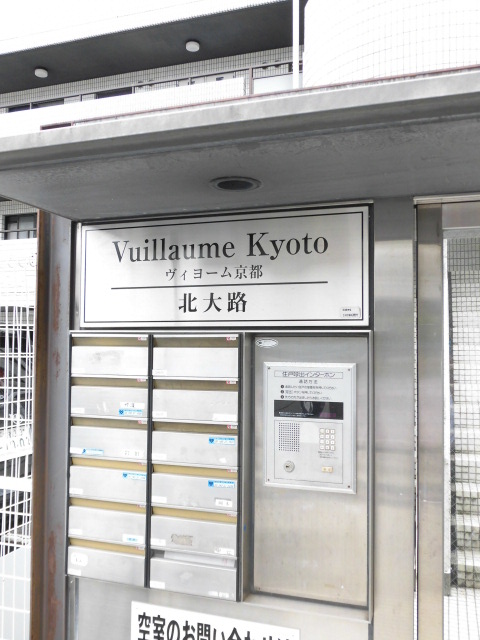 Vuillaume Kyoto
ヴィヨーム京都
北大路
住戸呼出インターホン
空室のお問い合わせは